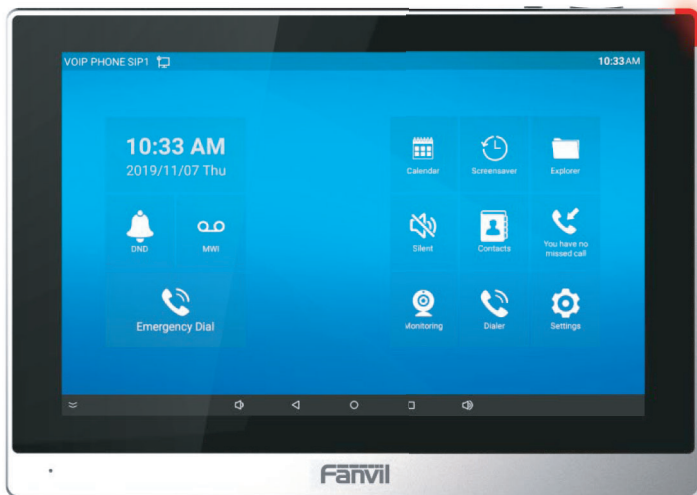 VOIP PHONE SIP1
10:33 AM
10:33 AM
2019/11/07 Thu
DND
MWI
Emergency Dial
Calendar
Screensaver
Explorer
Silent
Contacts
You have no
missed call
Monitoring
Dialer
Settings
Fanvil